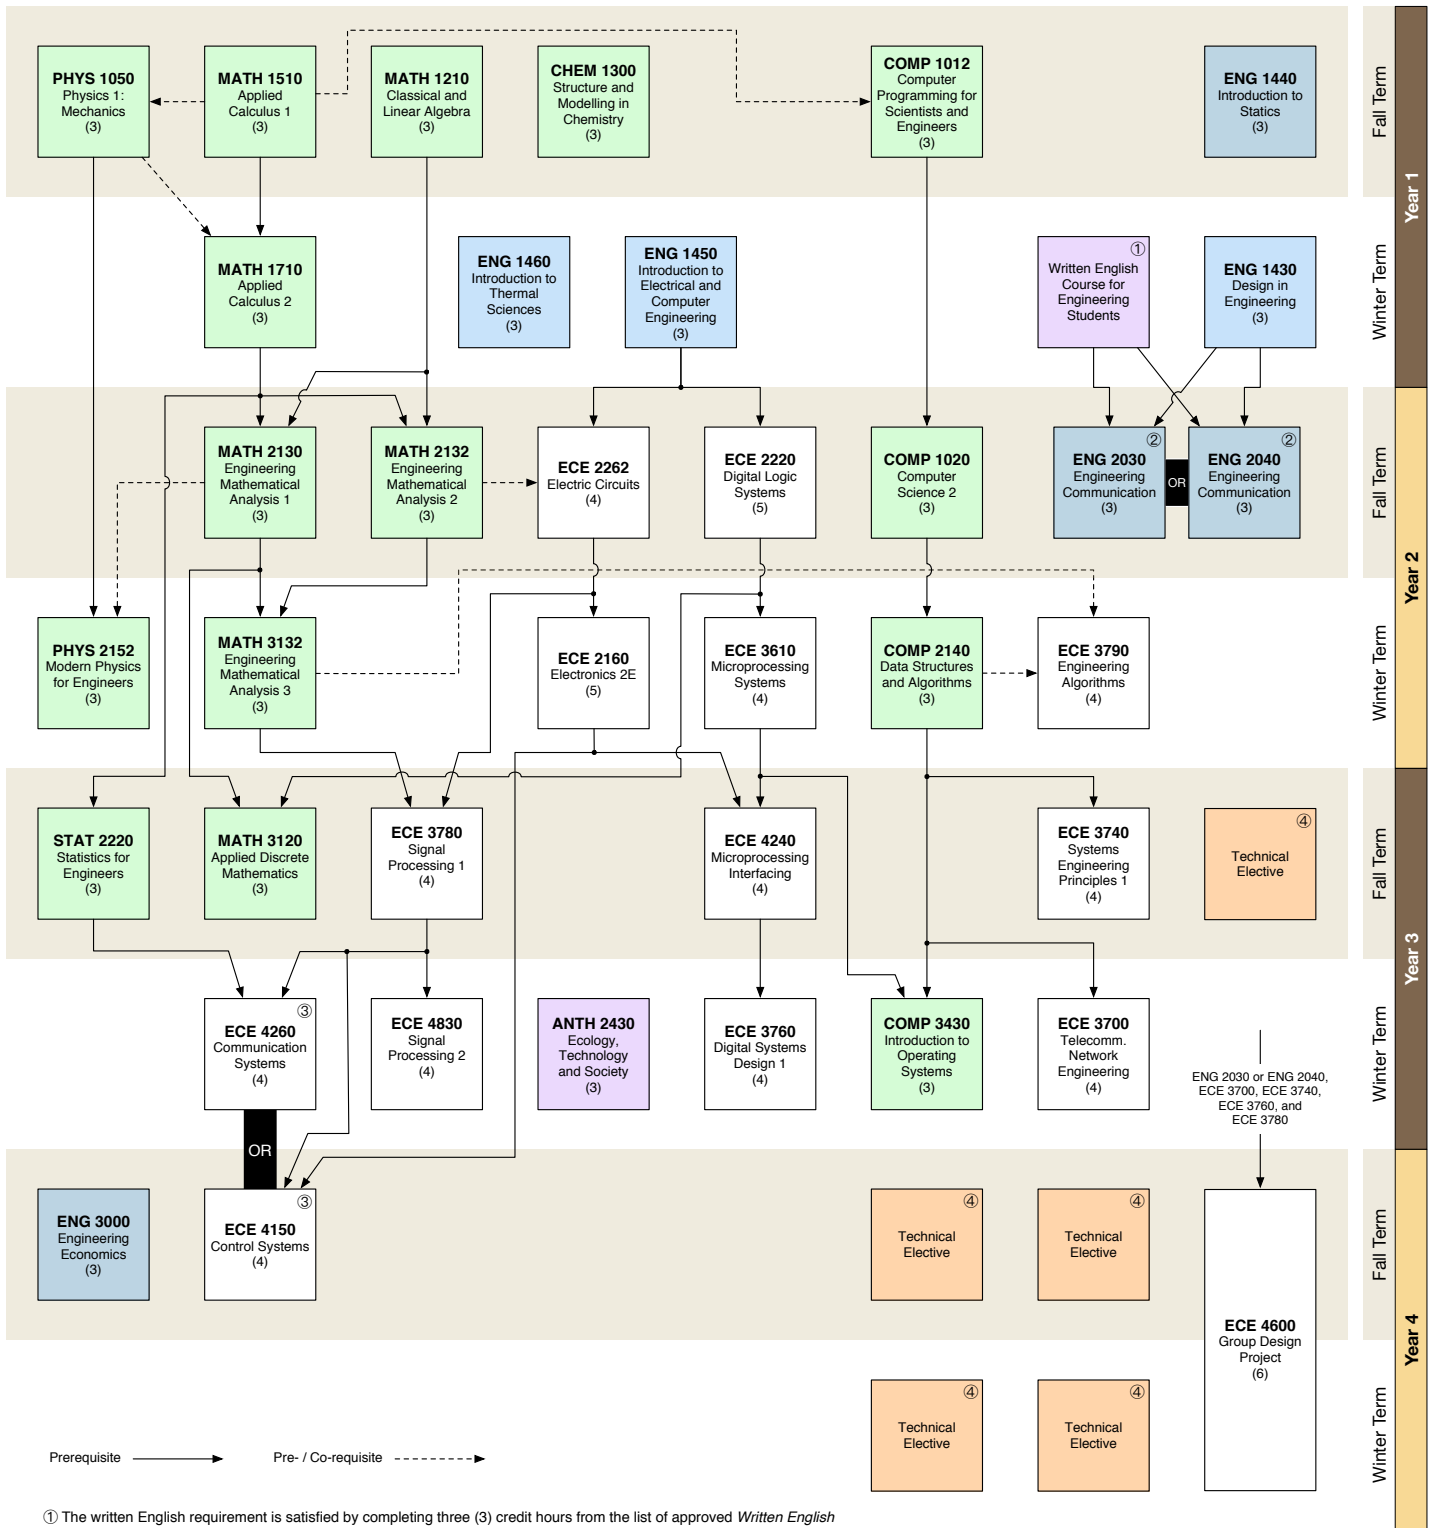 PHYS 1050
Physics 1:
Mechanics
(3)
MATH 1510
Applied
Calculus 1
(3)
MATH 1210
Classical and
Linear Algebra
(3)
CHEM 1300
Structure and
Modelling in
Chemistry
(3)
COMP 1012
Computer
Programming for
Scientists and
Engineers
(3)
ENG 1440
Introduction to
Statics
(3)
Fall Term
Year 1
MATH 1710
Applied
Calculus 2
(3)
ENG 1460
Introduction to
Thermal
Sciences
(3)
ENG 1450
Introduction to
Electrical and
Computer
Engineering
(3)
①
Written English
Course for
Engineering
Students
ENG 1430
Design in
Engineering
(3)
Winter Term
MATH 2130
Engineering
Mathematical
Analysis 1
(3)
MATH 2132
Engineering
Mathematical
Analysis 2
(3)
ECE 2262
Electric Circuits
(4)
ECE 2220
Digital Logic
Systems
(5)
COMP 1020
Computer
Science 2
(3)
②
ENG 2030
Engineering
Communication
(3)
OR
②
ENG 2040
Engineering
Communication
(3)
Fall Term
Year 2
PHYS 2152
Modern Physics
for Engineers
(3)
MATH 3132
Engineering
Mathematical
Analysis 3
(3)
ECE 2160
Electronics 2E
(5)
ECE 3610
Microprocessing
Systems
(4)
COMP 2140
Data Structures
and Algorithms
(3)
ECE 3790
Engineering
Algorithms
(4)
Winter Term
STAT 2220
Statistics for
Engineers
(3)
MATH 3120
Applied Discrete
Mathematics
(3)
ECE 3780
Signal
Processing 1
(4)
ECE 4240
Microprocessing
Interfacing
(4)
ECE 3740
Systems
Engineering
Principles 1
(4)
④
Technical
Elective
Fall Term
Year 3
③
ECE 4260
Communication
Systems
(4)
ECE 4830
Signal
Processing 2
(4)
ANTH 2430
Ecology,
Technology
and Society
(3)
ECE 3760
Digital Systems
Design 1
(4)
COMP 3430
Introduction to
Operating
Systems
(3)
ECE 3700
Telecomm.
Network
Engineering
(4)
ENG 2030 or ENG 2040,
ECE 3700, ECE 3740,
ECE 3760, and
ECE 3780
Winter Term
OR
ENG 3000
Engineering
Economics
(3)
③
ECE 4150
Control Systems
(4)
④
Technical
Elective
④
Technical
Elective
ECE 4600
Group Design
Project
(6)
Fall Term
Year 4
④
Technical
Elective
④
Technical
Elective
Winter Term
Prerequisite
Pre- / Co-requisite
① The written English requirement is satisfied by completing three (3) credit hours from the list of approved Written English